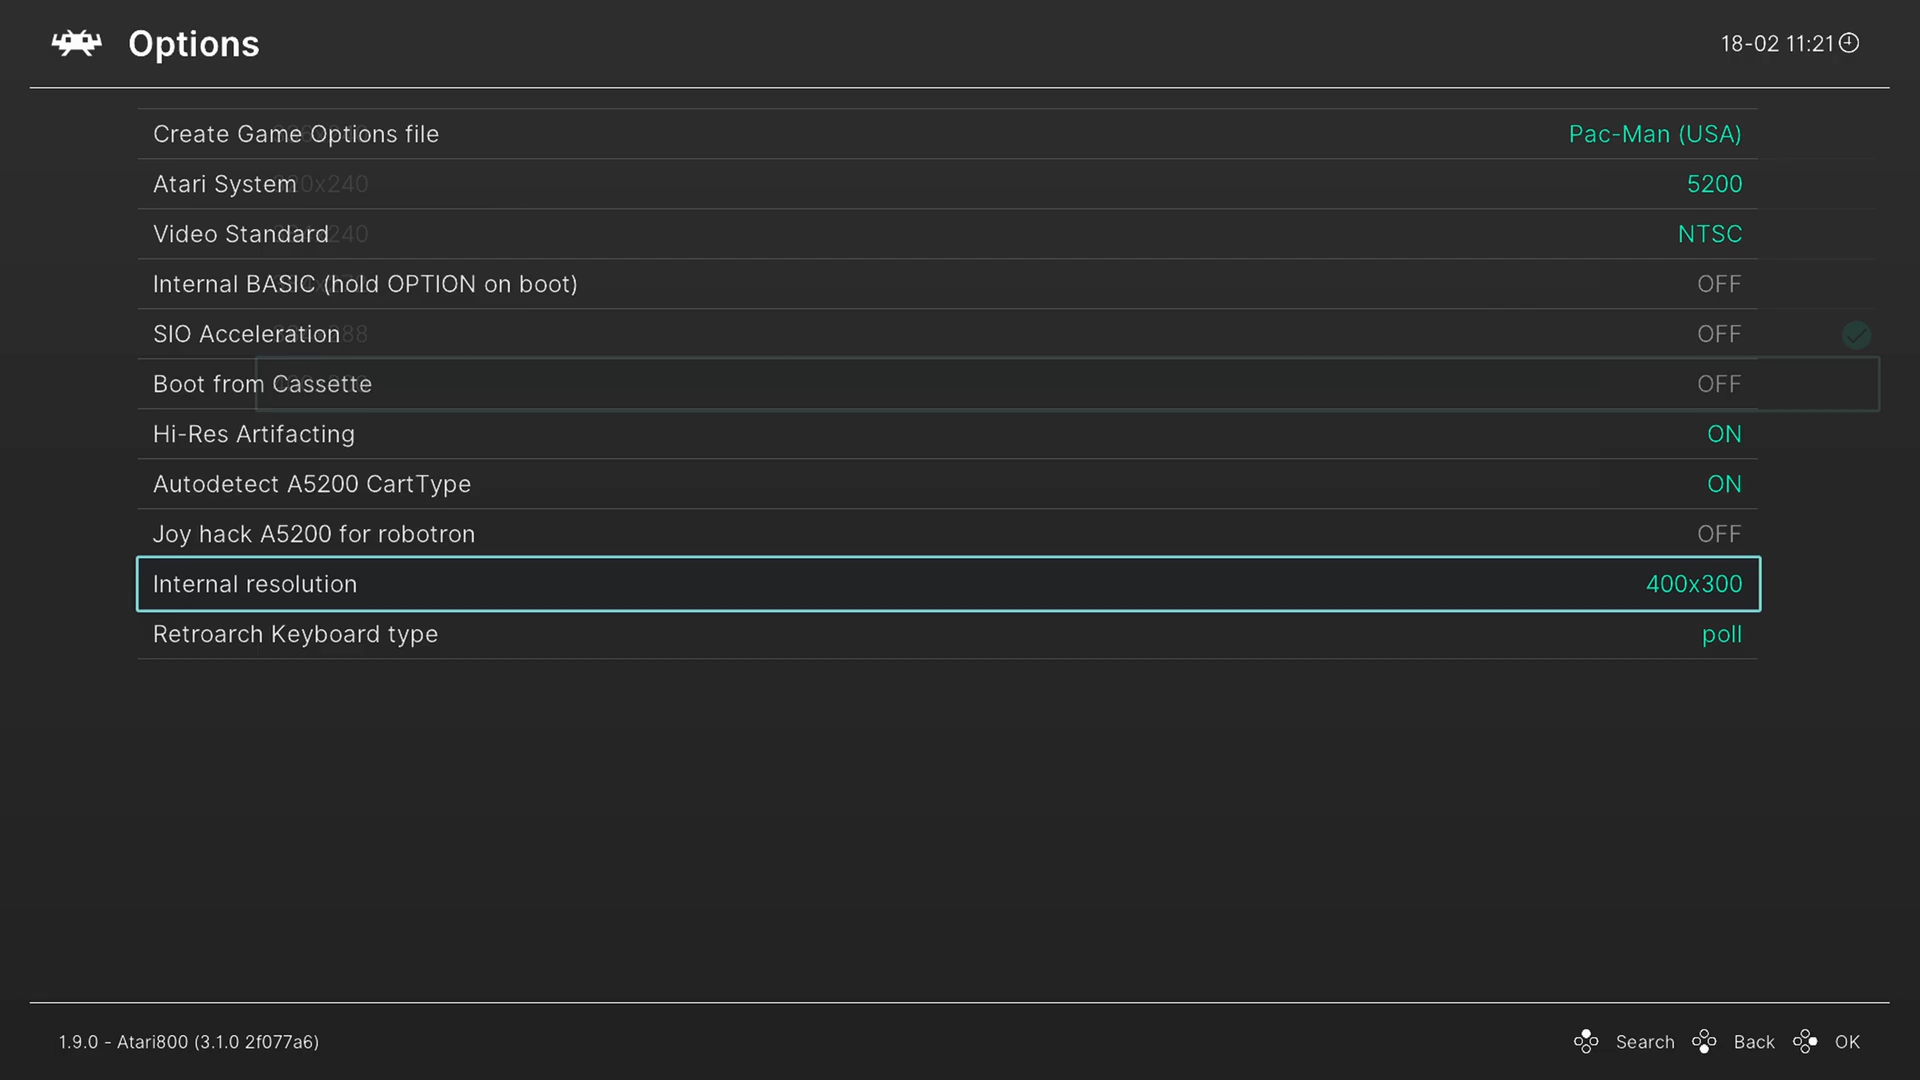 Options
18-02 11:21
Create Game Options file Pac-Man (USA)
Atari System 5200
Video Standard NTSC
Internal BASIC (hold OPTION on boot) OFF
SIO Acceleration OFF
Boot from Cassette OFF
Hi-Res Artifacting ON
Autodetect A5200 CartType ON
Joy hack A5200 for robotron OFF
Internal resolution 400x300
Retroarch Keyboard type poll
1.9.0 - Atari800 (3.1.0 2f077a6)
Search Back OK